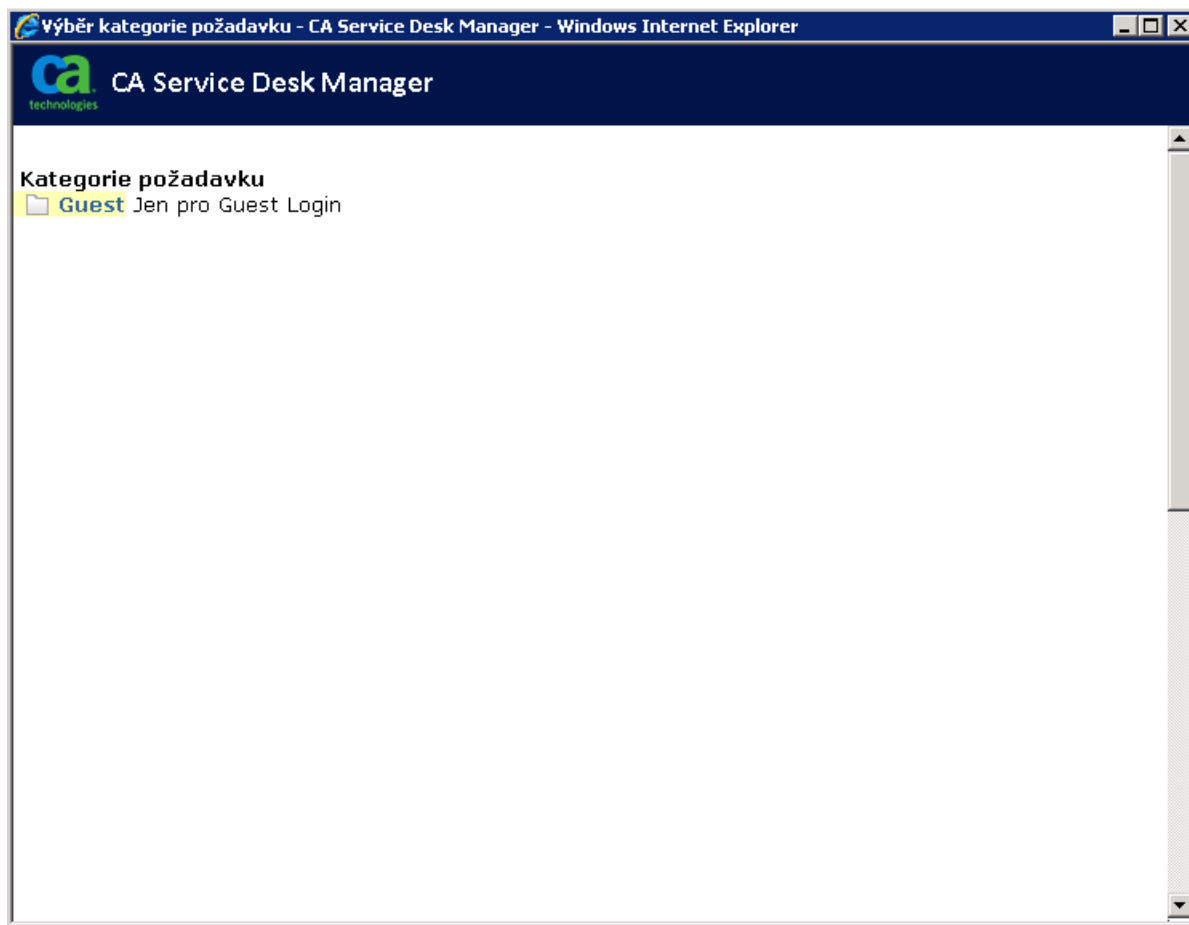 Výběr kategorie požadavku - CA Service Desk Manager - Windows Internet Explorer
ca technologies CA Service Desk Manager
Kategorie požadavku
Guest Jen pro Guest Login